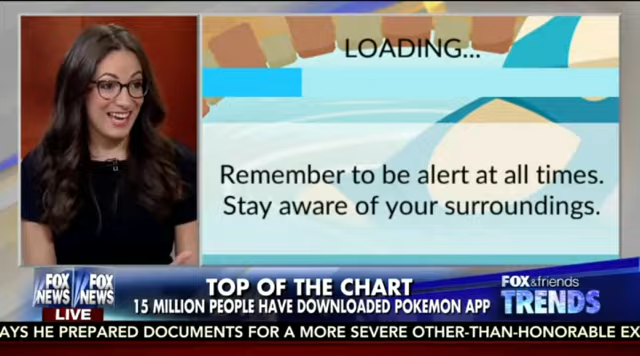 LOADING...
Remember to be alert at all times.
Stay aware of your surroundings.
FOX NEWS
FOX NEWS
LIVE
TOP OF THE CHART
15 MILLION PEOPLE HAVE DOWNLOADED POKEMON APP
FOX&friends
TRENDS
AYS HE PREPARED DOCUMENTS FOR A MORE SEVERE OTHER-THAN-HONORABLE EX